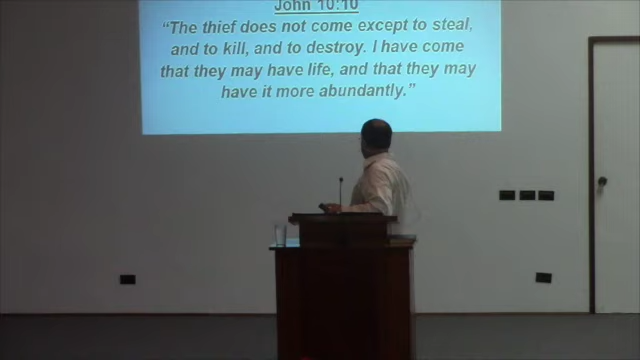 John 10:10
“The thief does not come except to steal,
and to kill, and to destroy. I have come
that they may have life, and that they may
have it more abundantly.”